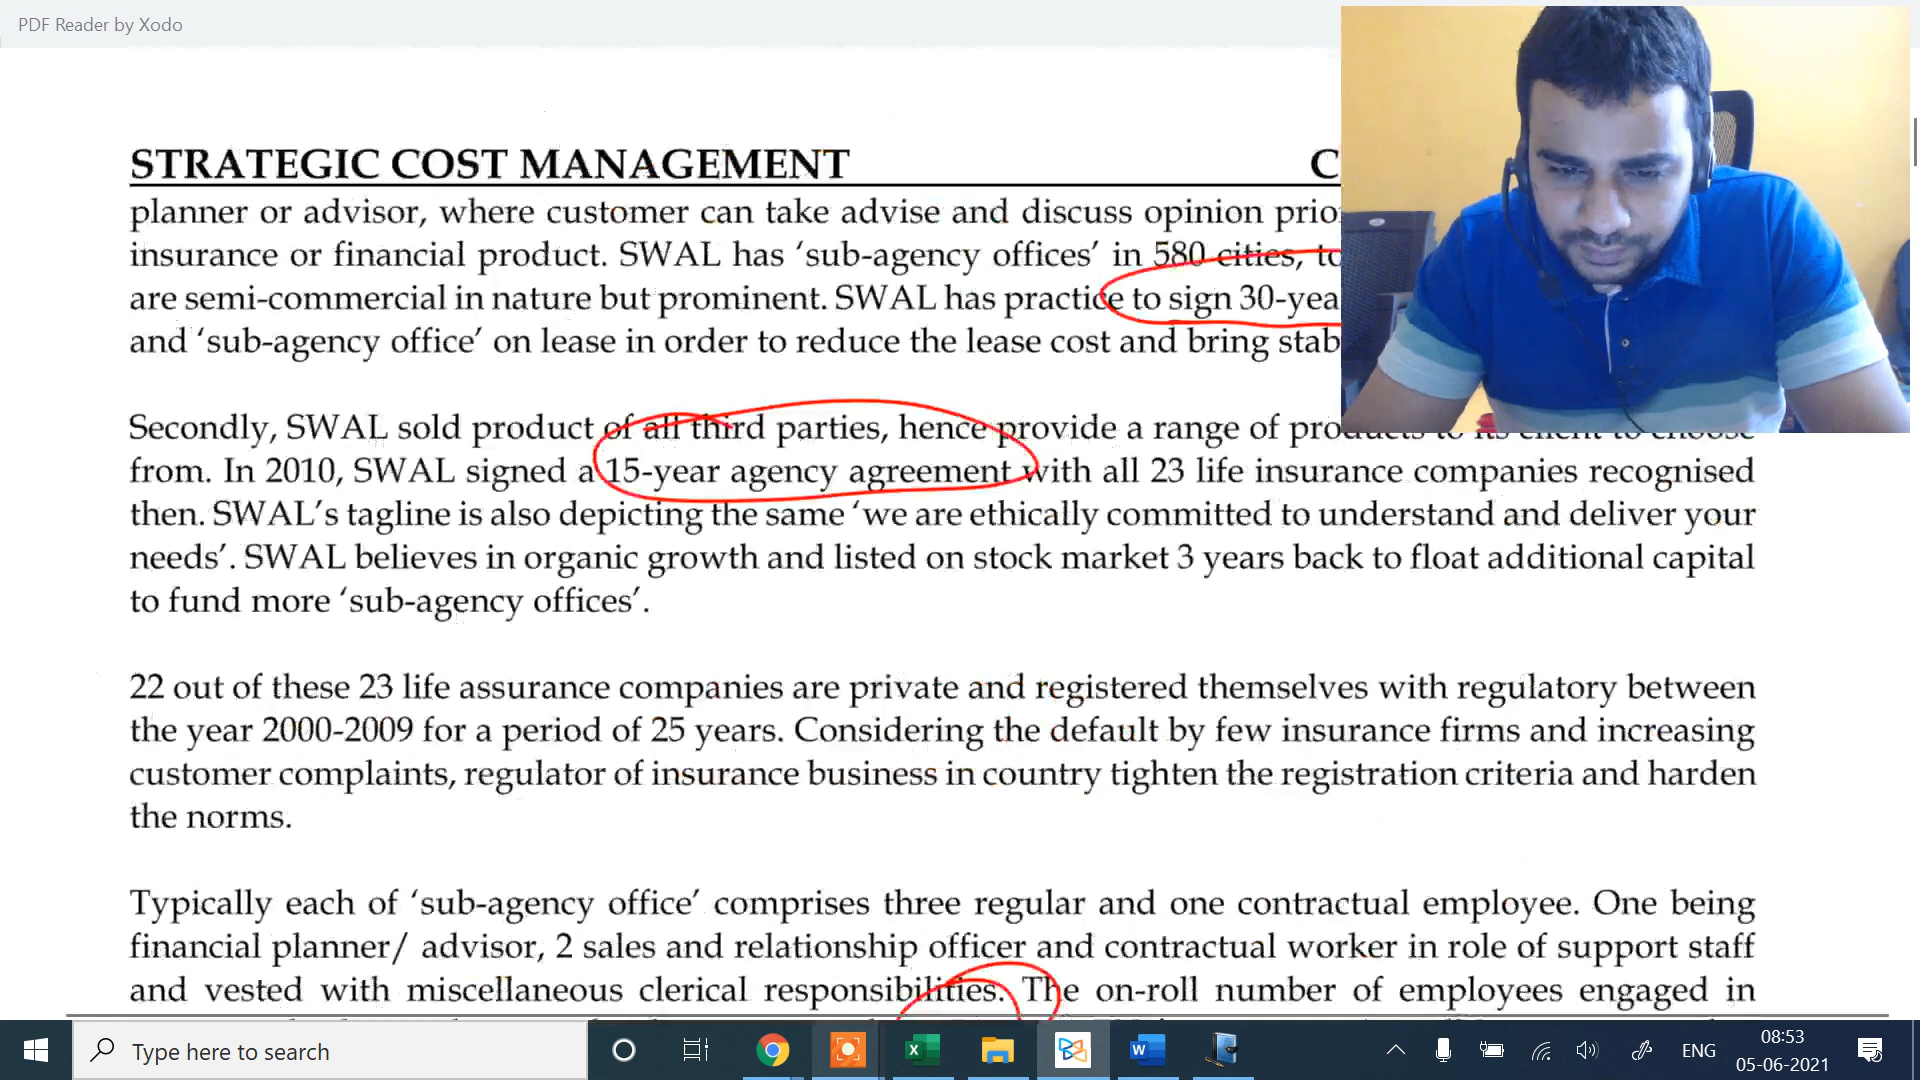 PDF Reader by Xodo
STRATEGIC COST MANAGEMENT C
planner or advisor, where customer can take advise and discuss opinion prio
insurance or financial product. SWAL has ‘sub-agency offices’ in 580 cities, to
are semi-commercial in nature but prominent. SWAL has practice to sign 30-yea
and ‘sub-agency office’ on lease in order to reduce the lease cost and bring stab
Secondly, SWAL sold product of all third parties, hence provide a range of products to its client to choose
from. In 2010, SWAL signed a 15-year agency agreement with all 23 life insurance companies recognised
then. SWAL’s tagline is also depicting the same ‘we are ethically committed to understand and deliver your
needs’. SWAL believes in organic growth and listed on stock market 3 years back to float additional capital
to fund more ‘sub-agency offices’.
22 out of these 23 life assurance companies are private and registered themselves with regulatory between
the year 2000-2009 for a period of 25 years. Considering the default by few insurance firms and increasing
customer complaints, regulator of insurance business in country tighten the registration criteria and harden
the norms.
Typically each of ‘sub-agency office’ comprises three regular and one contractual employee. One being
financial planner/ advisor, 2 sales and relationship officer and contractual worker in role of support staff
and vested with miscellaneous clerical responsibilities. The on-roll number of employees engaged in
Type here to search
ENG
08:53
05-06-2021